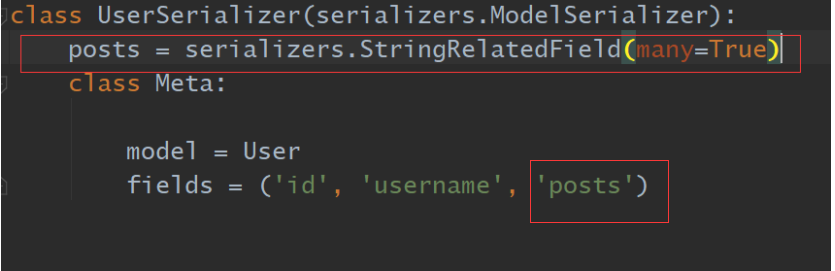 class UserSerializer(serializers.ModelSerializer):
    posts = serializers.StringRelatedField(many=True)
    class Meta:
        model = User
        fields = ('id', 'username', 'posts')